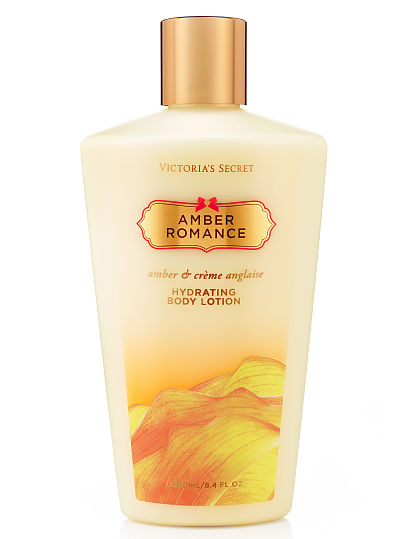 VICTORIA'S SECRET
AMBER
ROMANCE
amber & crème anglaise
HYDRATING
BODY LOTION
8.4 FL OZ